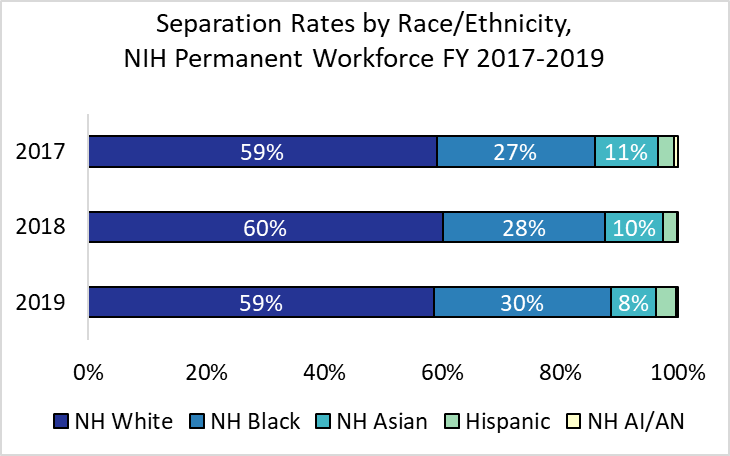 Separation Rates by Race/Ethnicity,
NIH Permanent Workforce FY 2017-2019
2017 59% 27% 11%
2018 60% 28% 10%
2019 59% 30% 8%
0% 20% 40% 60% 80% 100%
NH White NH Black NH Asian Hispanic NH AI/AN